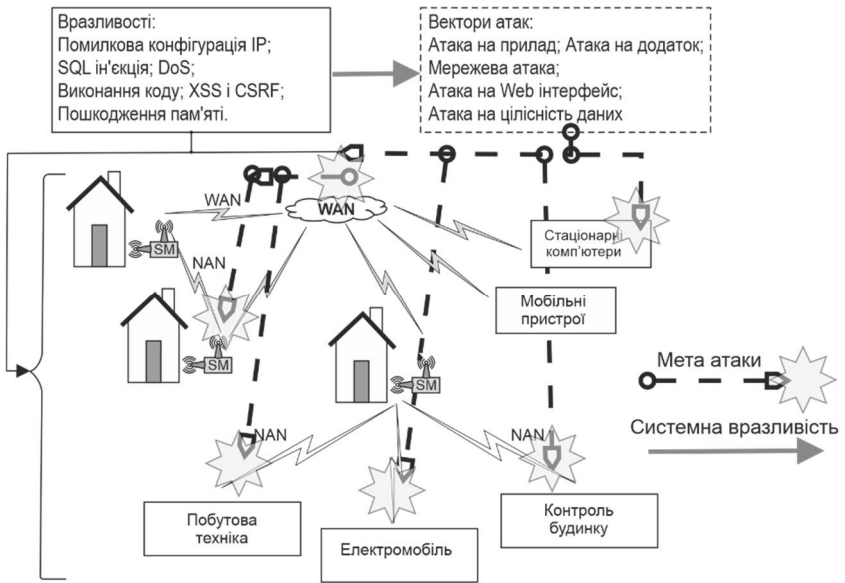 Вразливості:
Помилкова конфігурація IP;
SQL ін'єкція; DoS;
Виконання коду; XSS і CSRF;
Пошкодження пам'яті.
Вектори атак:
Атака на прилад; Атака на додаток;
Мережева атака;
Атака на Web інтерфейс;
Атака на цілісність даних
WAN
WAN
SM
NAN
SM
Стаціонарні
комп'ютери
Мобільні
пристрої
SM
Мета атаки
Системна вразливість
NAN
NAN
Побутова
техніка
Електромобіль
Контроль
будинку